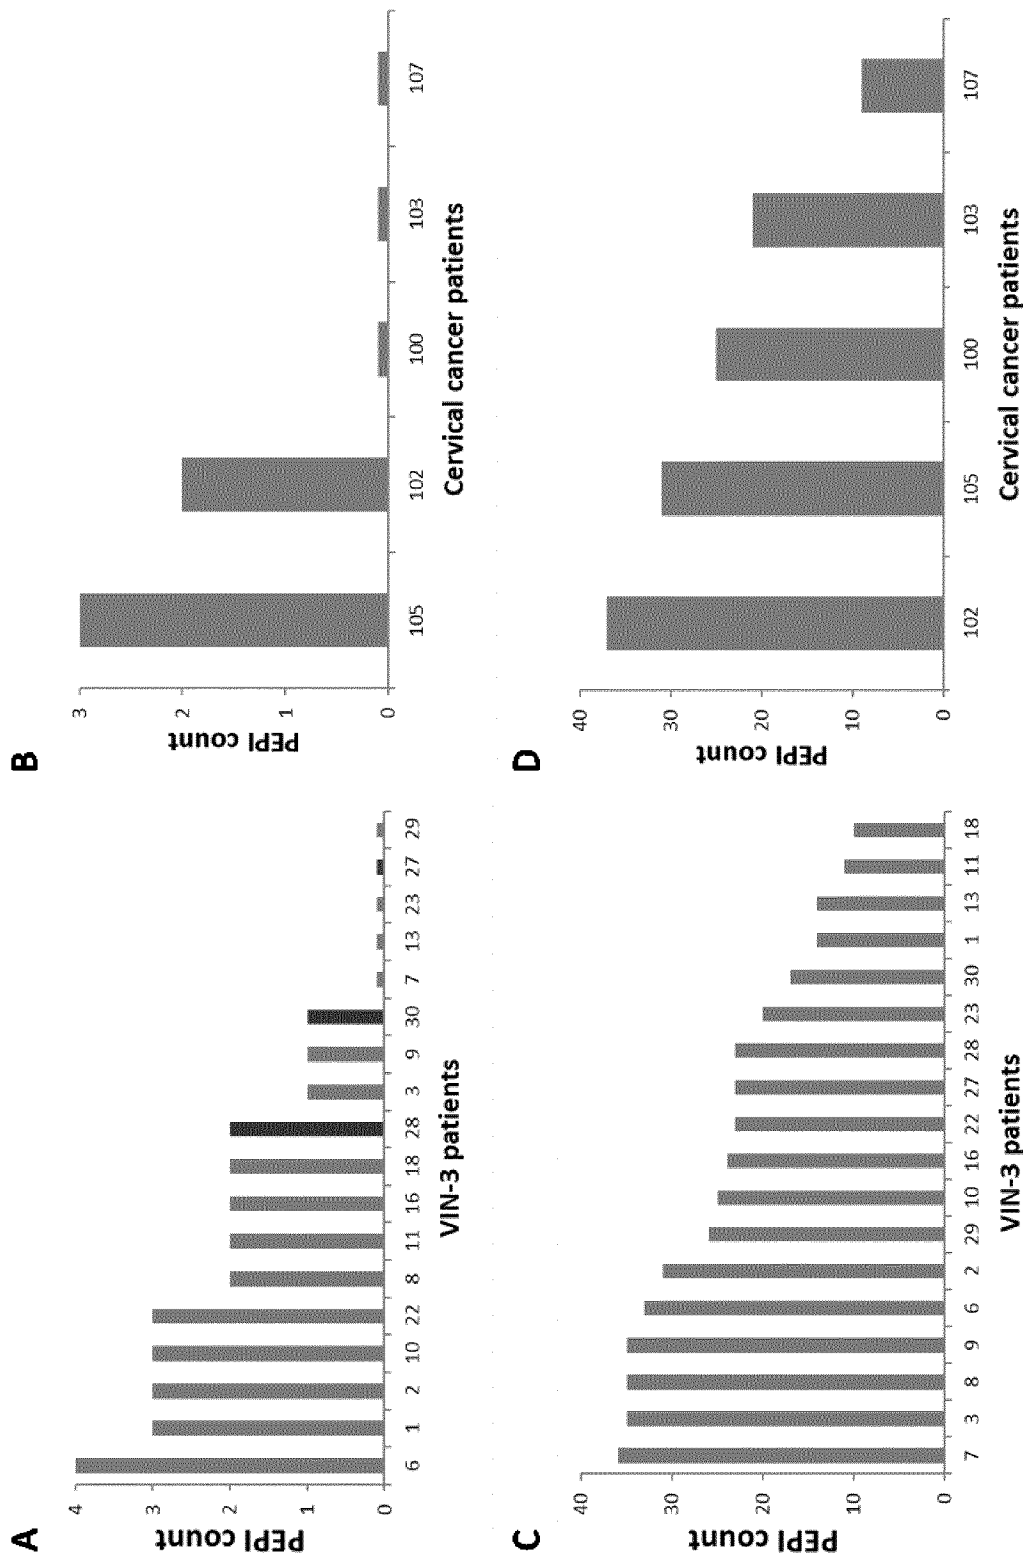 A
PEPI count
4
3
2
1
0
6 1 2 10 22 8 11 16 18 28 3 9 30 7 13 23 27 29
VIN-3 patients
B
PEPI count
3
2
1
0
105 102 100 103 107
Cervical cancer patients
C
PEPI count
40
30
20
10
0
7 3 8 9 6 2 29 10 16 22 27 28 23 30 1 13 11 18
VIN-3 patients
D
PEPI count
40
30
20
10
0
102 105 100 103 107
Cervical cancer patients